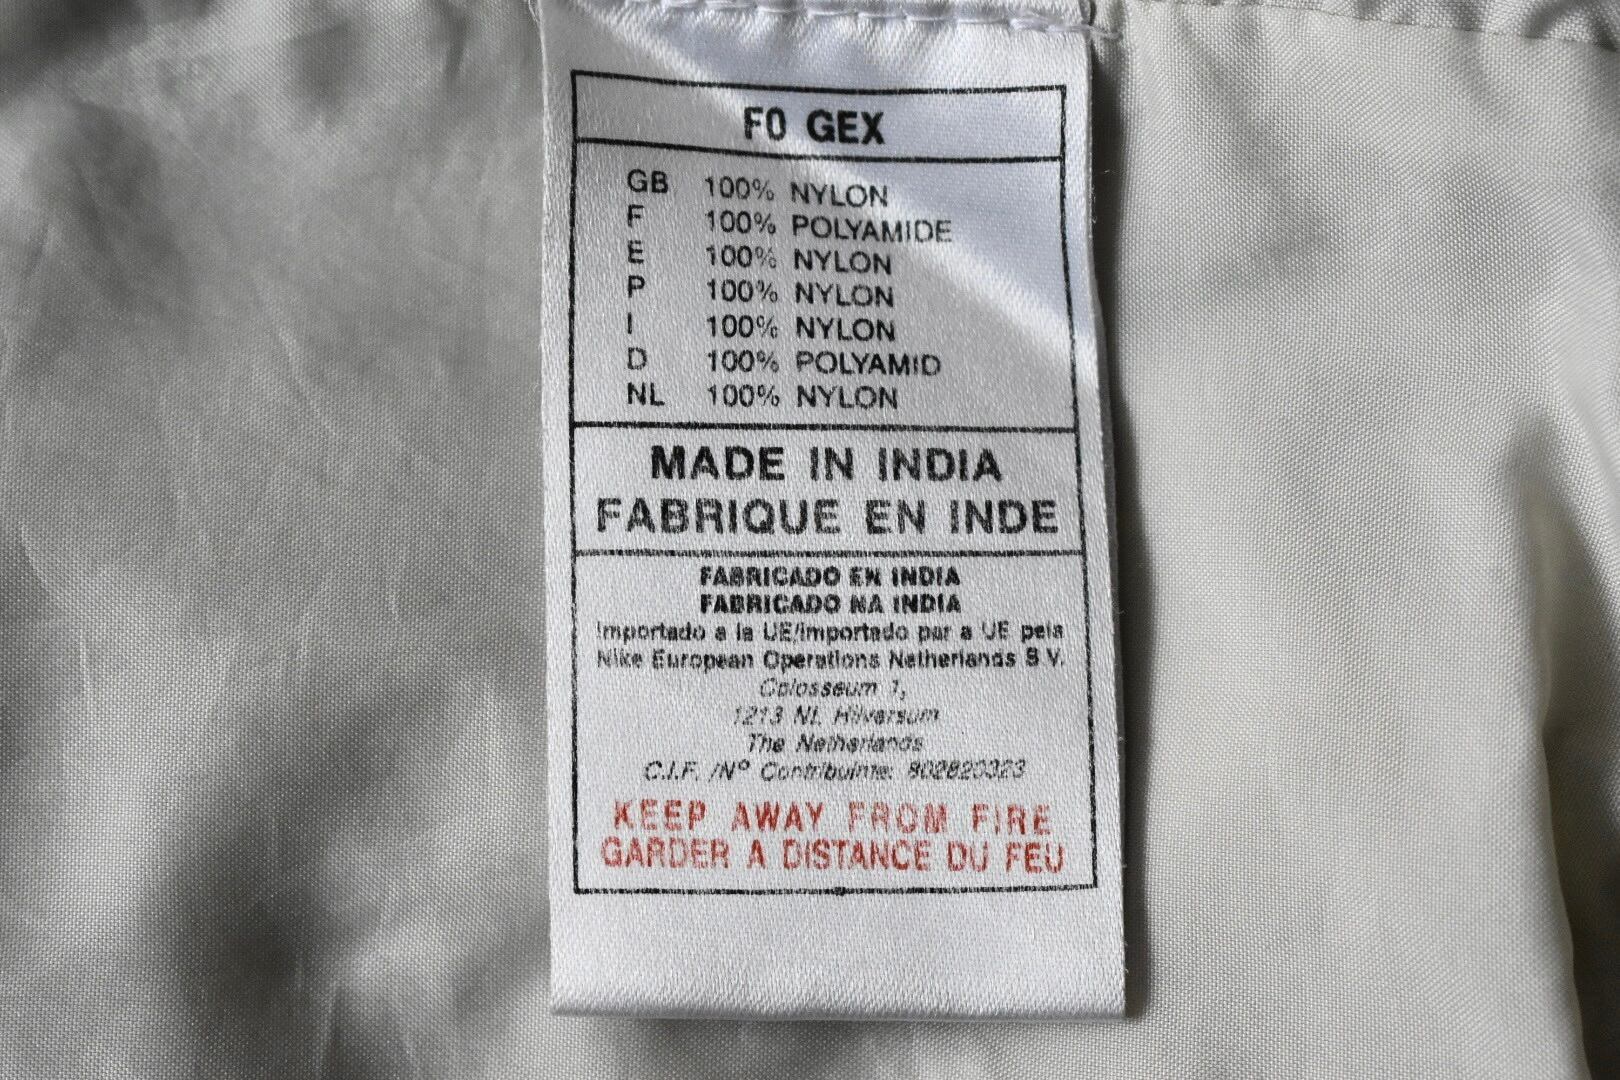 F0 GEX
GB 100% NYLON
F 100% POLYAMIDE
E 100% NYLON
P 100% NYLON
I 100% NYLON
D 100% POLYAMID
NL 100% NYLON
MADE IN INDIA
FABRIQUE EN INDE
FABRICADO EN INDIA
FABRICADO NA INDIA
Importado a la UE/Importado par a UE pela
Nike European Operations Netherlands B V.
Colosseum 1,
1213 NL Hilversum
The Netherlands
C.I.F. /Nº Contribuinte: 802820323
KEEP AWAY FROM FIRE
GARDER A DISTANCE DU FEU